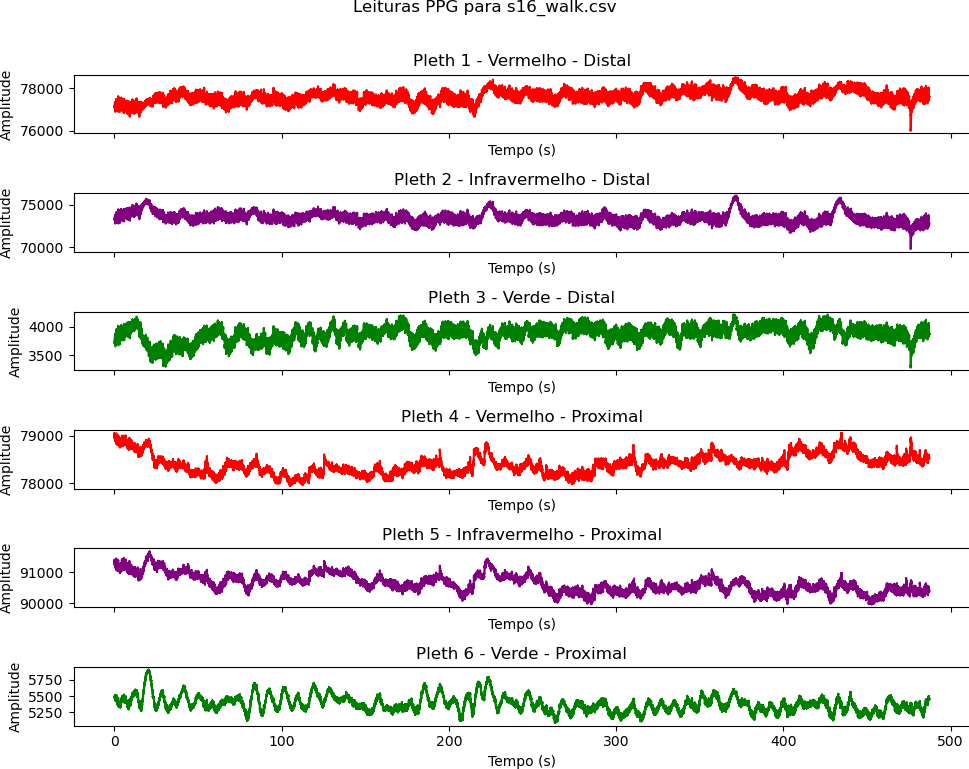 Leituras PPG para s16_walk.csv
Pleth 1 - Vermelho - Distal
Amplitude
78000
76000
Tempo (s)
Pleth 2 - Infravermelho - Distal
Amplitude
75000
70000
Tempo (s)
Pleth 3 - Verde - Distal
Amplitude
4000
3500
Tempo (s)
Pleth 4 - Vermelho - Proximal
Amplitude
79000
78000
Tempo (s)
Pleth 5 - Infravermelho - Proximal
Amplitude
91000
90000
Tempo (s)
Pleth 6 - Verde - Proximal
Amplitude
5750
5500
5250
0 100 200 300 400 500
Tempo (s)